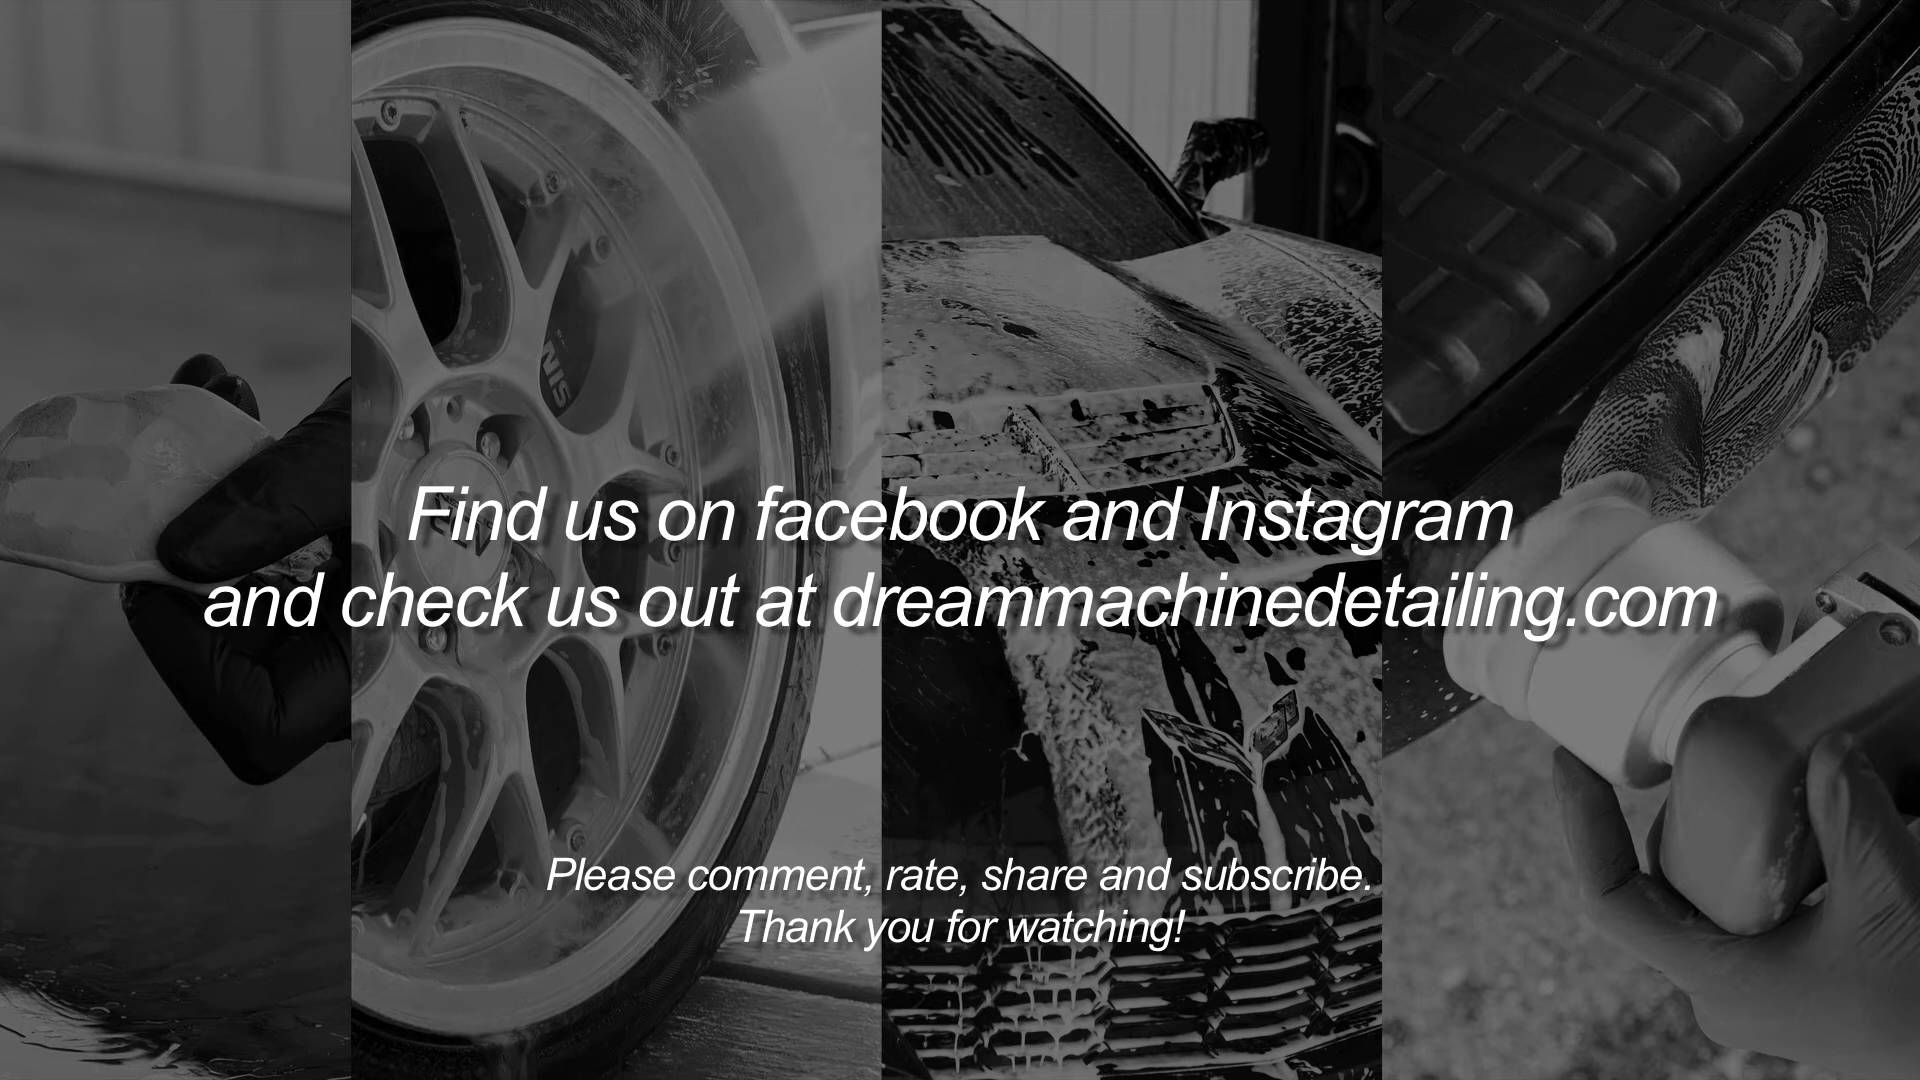 NIS
Find us on facebook and Instagram
and check us out at dreammachinedetailing.com
Please comment, rate, share and subscribe.
Thank you for watching!